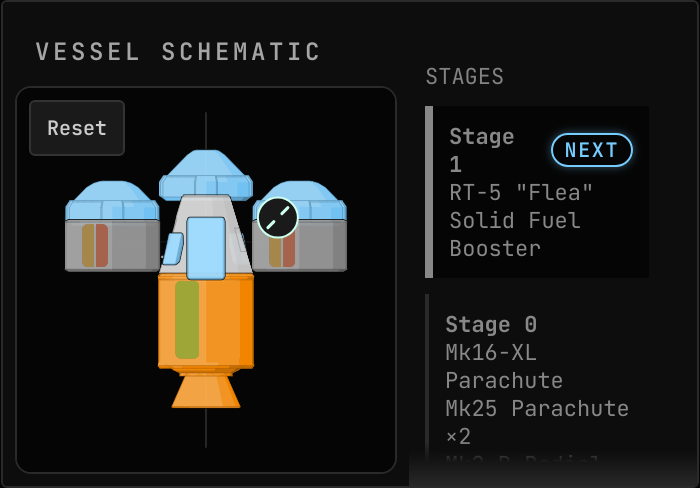 VESSEL SCHEMATIC
Reset
STAGES
Stage
1
NEXT
RT-5 "Flea"
Solid Fuel
Booster
Stage 0
Mk16-XL
Parachute
Mk25 Parachute
×2